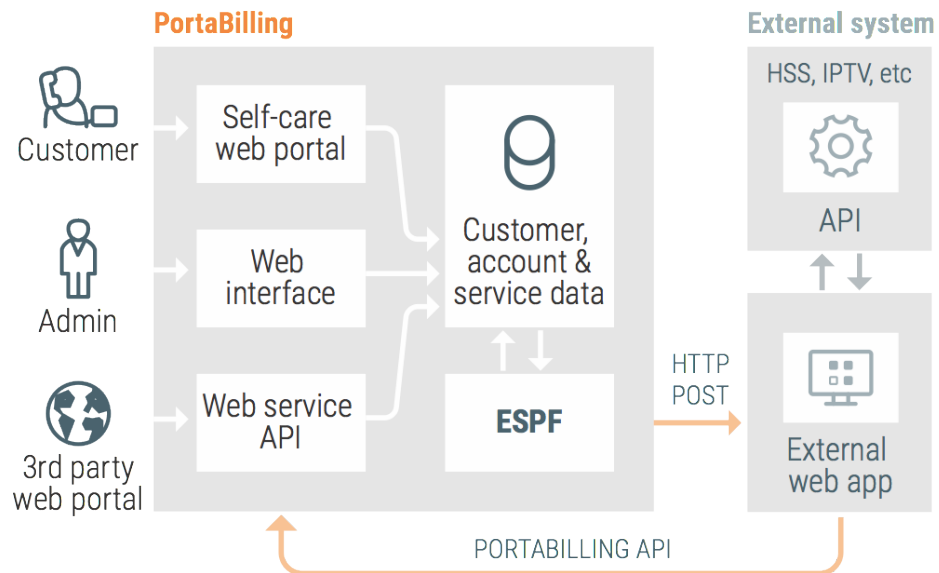 PortaBilling
External system
Customer
Admin
3rd party
web portal
Self-care
web portal
Web
interface
Web service
API
Customer,
account &
service data
ESPF
HTTP
POST
HSS, IPTV, etc
API
External
web app
PORTABILLING API